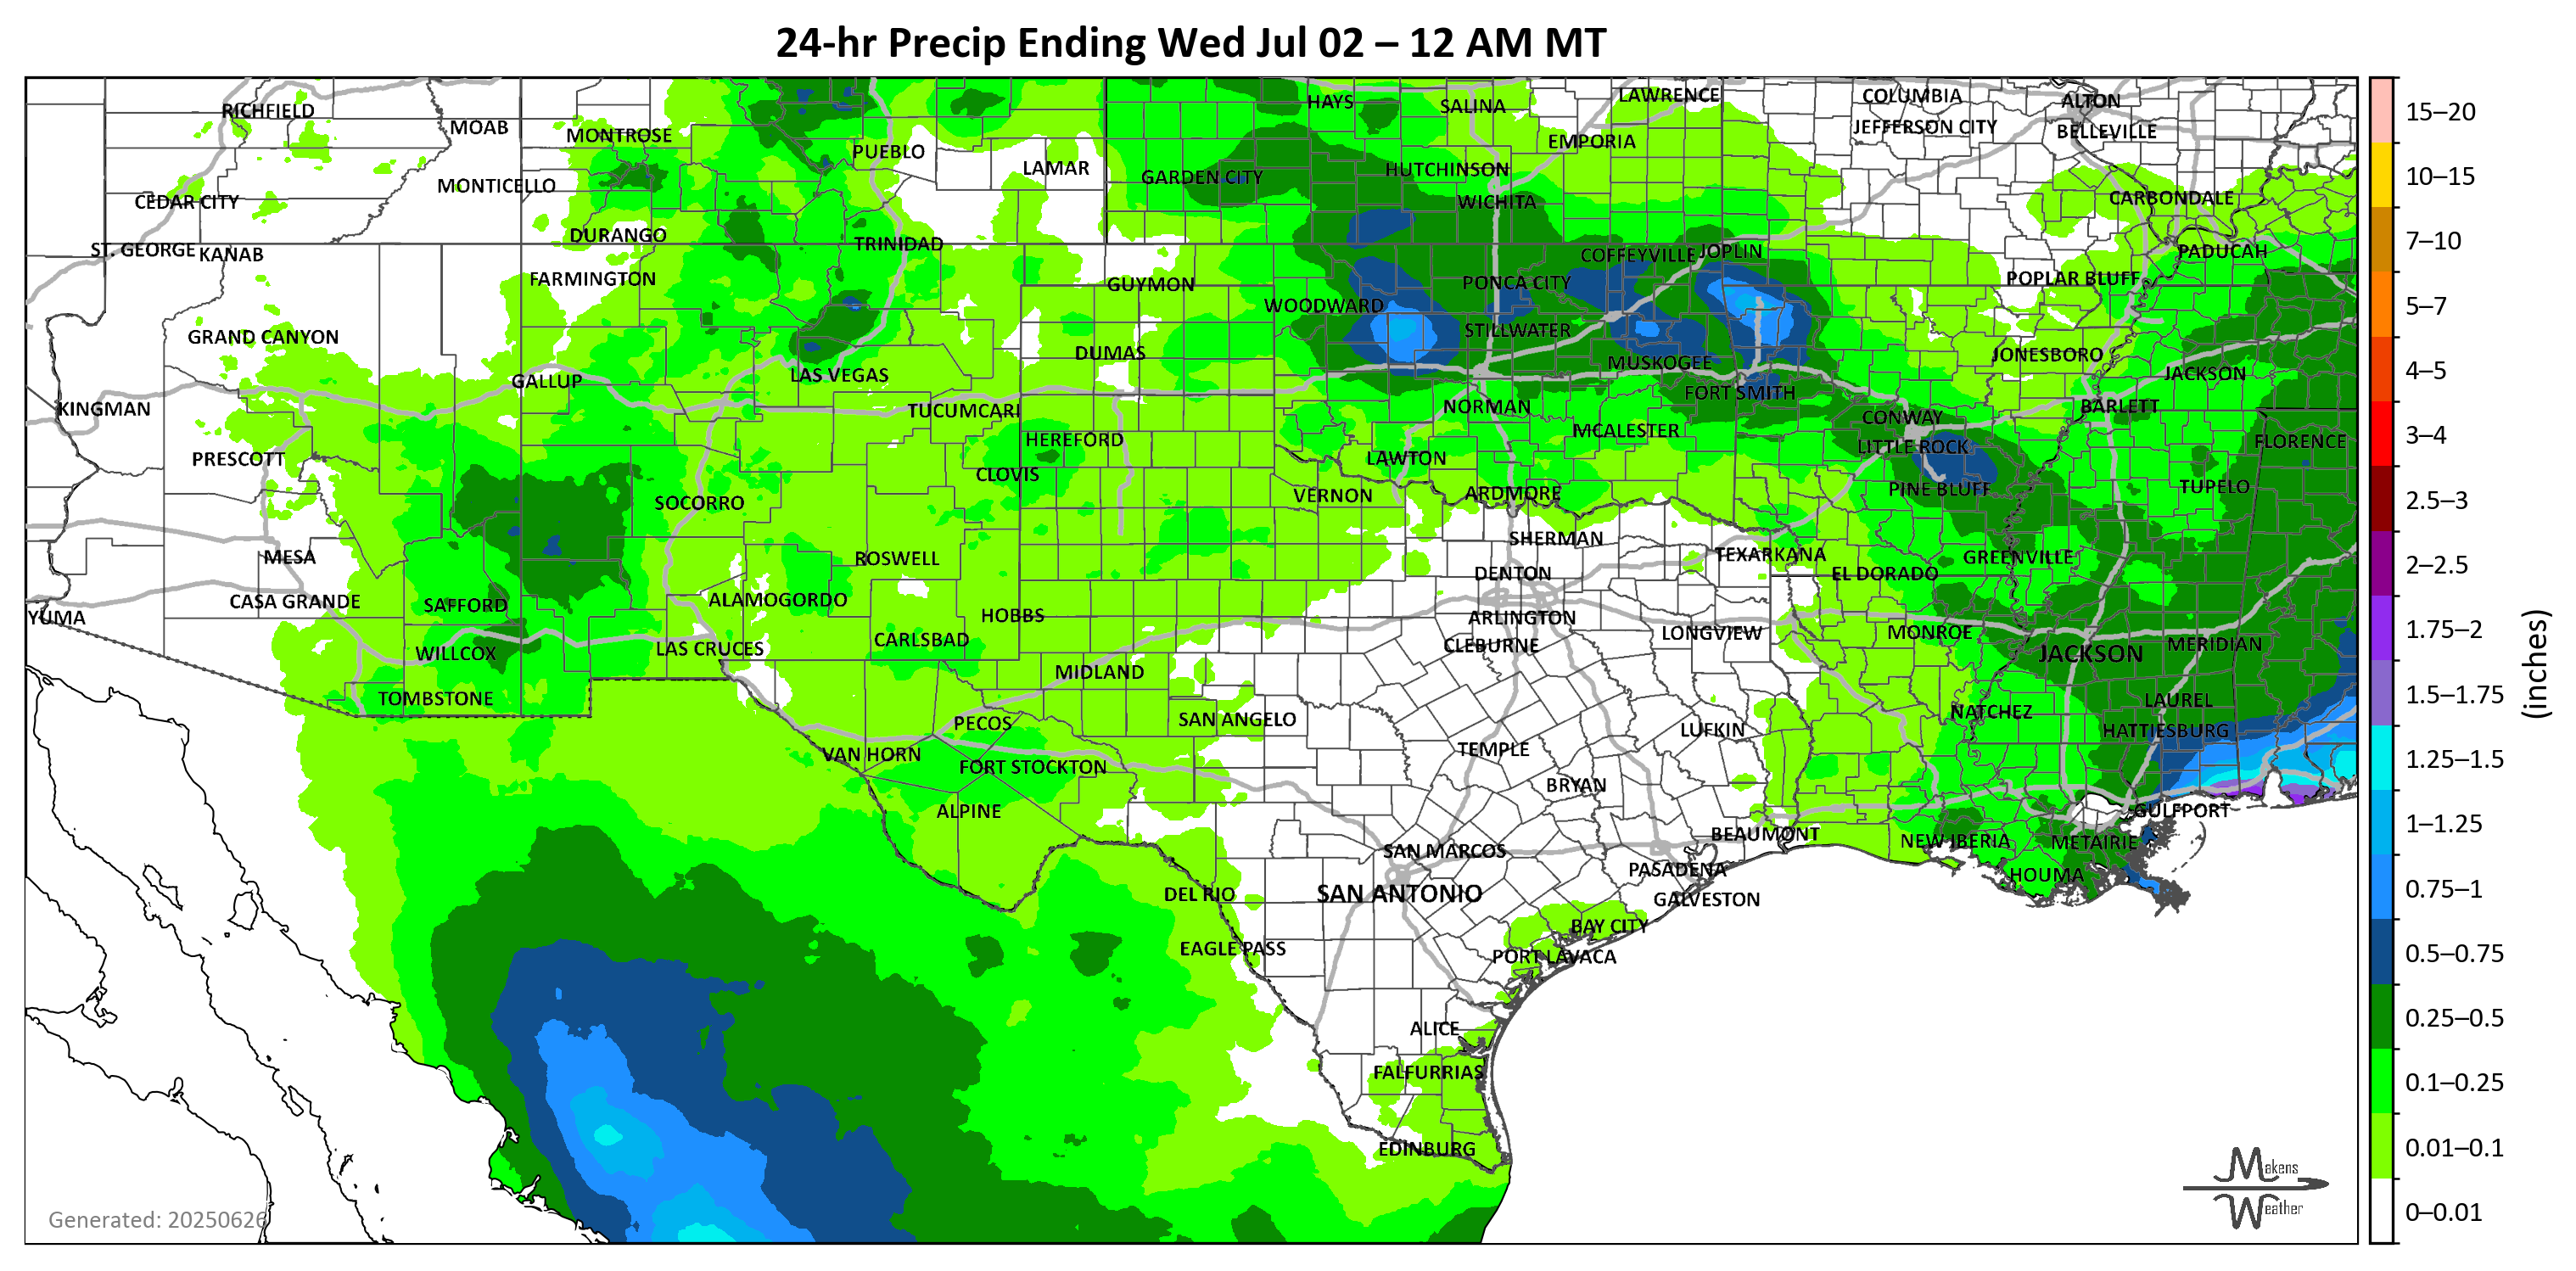 24-hr Precip Ending Wed Jul 02 – 12 AM MT
RICHFIELD
MOAB
MONTROSE
PUEBLO
LAMAR
HAYS
SALINA
LAWRENCE
COLUMBIA
ALTON
JEFFERSON CITY
BELLEVILLE
EMPORIA
HUTCHINSON
GARDEN CITY
MONTICELLO
CEDAR CITY
WICHITA
CARBONDALE
DURANGO
TRINIDAD
ST. GEORGE
KANAB
COFFEYVILLE
JOPLIN
PADUCAH
FARMINGTON
GUYMON
PONCA CITY
POPLAR BLUFF
WOODWARD
GRAND CANYON
STILLWATER
DUMAS
JONESBORO
MUSKOGEE
LAS VEGAS
GALLUP
JACKSON
FORT SMITH
KINGMAN
TUCUMCARI
NORMAN
BARLETT
CONWAY
HEREFORD
MCALESTER
FLORENCE
LITTLE ROCK
PRESCOTT
CLOVIS
LAWTON
TUPELO
PINE BLUFF
SOCORRO
VERNON
ARDMORE
SHERMAN
MESA
ROSWELL
TEXARKANA
GREENVILLE
DENTON
EL DORADO
CASA GRANDE
SAFFORD
ALAMOGORDO
HOBBS
YUMA
ARLINGTON
LONGVIEW
MONROE
CARLSBAD
CLEBURNE
LAS CRUCES
WILLCOX
JACKSON
MERIDIAN
MIDLAND
TOMBSTONE
LAUREL
NATCHEZ
PECOS
SAN ANGELO
LUFKIN
HATTIESBURG
VAN HORN
TEMPLE
FORT STOCKTON
BRYAN
ALPINE
GULFPORT
BEAUMONT
NEW IBERIA
METAIRIE
SAN MARCOS
PASADENA
HOUMA
DEL RIO
SAN ANTONIO
GALVESTON
BAY CITY
EAGLE PASS
PORT LAVACA
ALICE
FALFURRIAS
EDINBURG
Makens
Weather
Generated: 20250626
15–20
10–15
7–10
5–7
4–5
3–4
2.5–3
2–2.5
1.75–2
1.5–1.75
1.25–1.5
1–1.25
0.75–1
0.5–0.75
0.25–0.5
0.1–0.25
0.01–0.1
0–0.01
(inches)